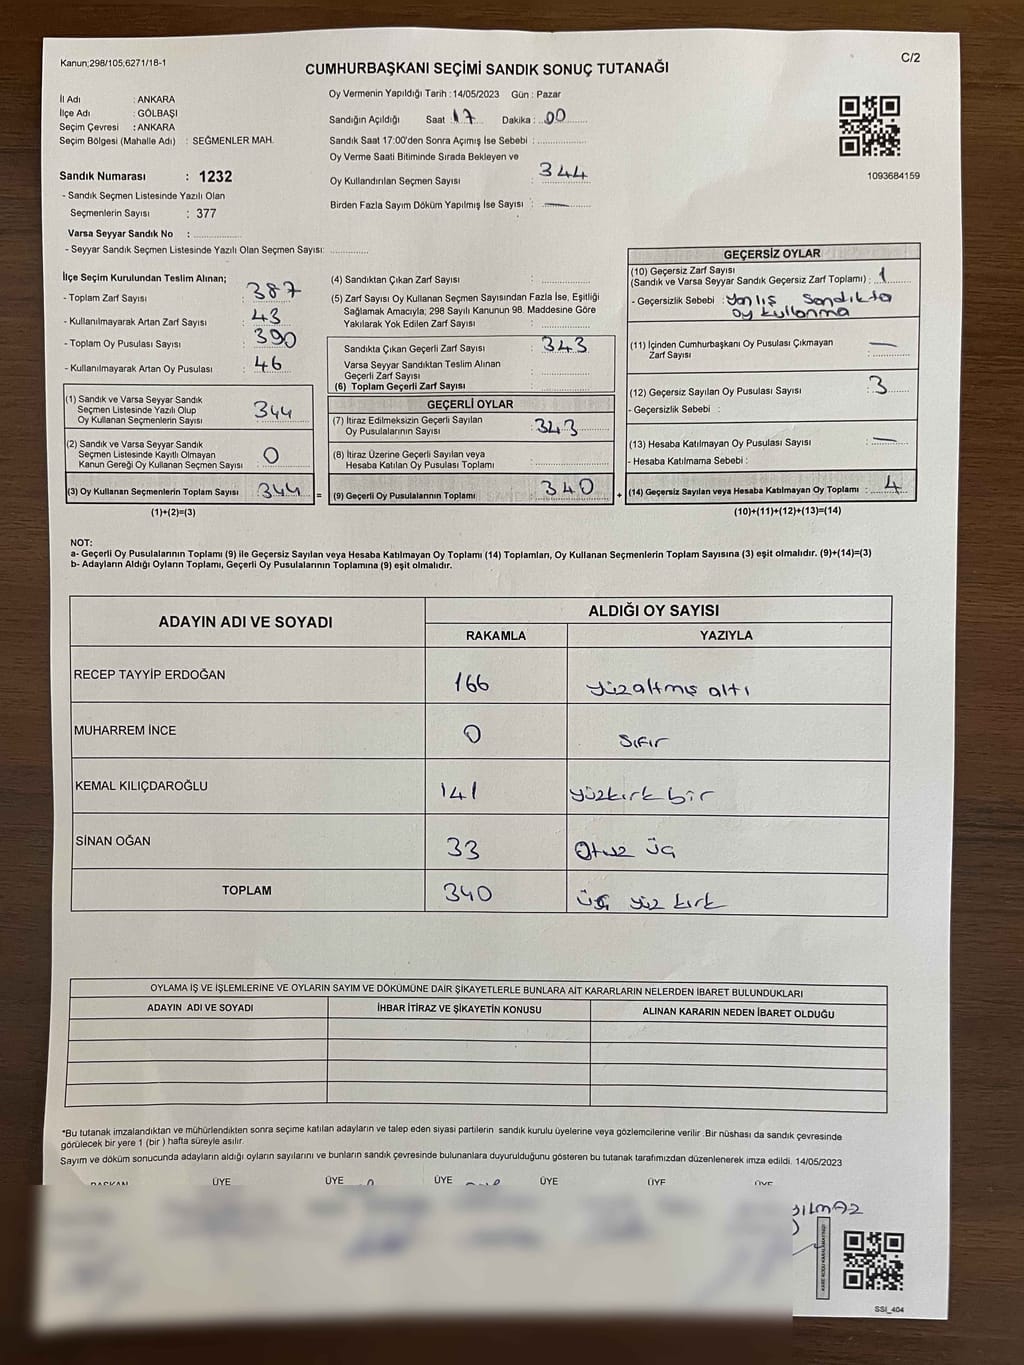 Kanun;298/105;6271/18-1
C/2
CUMHURBAŞKANI SEÇİMİ SANDIK SONUÇ TUTANAĞI
İl Adı : ANKARA
İlçe Adı : GÖLBAŞI
Seçim Çevresi : ANKARA
Seçim Bölgesi (Mahalle Adı) : SEĞMENLER MAH.
Sandık Numarası : 1232
- Sandık Seçmen Listesinde Yazılı Olan
Seçmenlerin Sayısı : 377
Varsa Seyyar Sandık No :
- Seyyar Sandık Seçmen Listesinde Yazılı Olan Seçmen Sayısı:
Oy Vermenin Yapıldığı Tarih :14/05/2023 Gün : Pazar
Sandığın Açıldığı Saat : 17 Dakika : 00
Sandık Saat 17:00'den Sonra Açımış İse Sebebi :
Oy Verme Saati Bitiminde Sırada Bekleyen ve
Oy Kullandırılan Seçmen Sayısı : 344
Birden Fazla Sayım Döküm Yapılmış İse Sayısı : —
1093684159
İlçe Seçim Kurulundan Teslim Alınan;
- Toplam Zarf Sayısı : 387
- Kullanılmayarak Artan Zarf Sayısı : 43
- Toplam Oy Pusulası Sayısı : 390
- Kullanılmayarak Artan Oy Pusulası : 46
(1) Sandık ve Varsa Seyyar Sandık
Seçmen Listesinde Yazılı Olup
Oy Kullanan Seçmenlerin Sayısı 344
(2) Sandık ve Varsa Seyyar Sandık
Seçmen Listesinde Kayıtlı Olmayan
Kanun Gereği Oy Kullanan Seçmen Sayısı 0
(3) Oy Kullanan Seçmenlerin Toplam Sayısı : 344 =
(1)+(2)=(3)
(4) Sandıktan Çıkan Zarf Sayısı :
(5) Zarf Sayısı Oy Kullanan Seçmen Sayısından Fazla İse, Eşitliği
Sağlamak Amacıyla; 298 Sayılı Kanunun 98. Maddesine Göre
Yakılarak Yok Edilen Zarf Sayısı :
Sandıkta Çıkan Geçerli Zarf Sayısı : 343
Varsa Seyyar Sandıktan Teslim Alınan
Geçerli Zarf Sayısı :
(6) Toplam Geçerli Zarf Sayısı :
GEÇERLİ OYLAR
(7) İtiraz Edilmeksizin Geçerli Sayılan
Oy Pusulalarının Sayısı : 343
(8) İtiraz Üzerine Geçerli Sayılan veya
Hesaba Katılan Oy Pusulası Toplamı :
(9) Geçerli Oy Pusulalarının Toplamı : 340 +
GEÇERSİZ OYLAR
(10) Geçersiz Zarf Sayısı
(Sandık ve Varsa Seyyar Sandık Geçersiz Zarf Toplamı) : 1
- Geçersizlik Sebebi : Yanlış Sandıkta
oy kullanma
(11) İçinden Cumhurbaşkanı Oy Pusulası Çıkmayan
Zarf Sayısı : —
(12) Geçersiz Sayılan Oy Pusulası Sayısı : 3
- Geçersizlik Sebebi :
(13) Hesaba Katılmayan Oy Pusulası Sayısı : —
- Hesaba Katılmama Sebebi :
(14) Geçersiz Sayılan veya Hesaba Katılmayan Oy Toplamı : 4
(10)+(11)+(12)+(13)=(14)
NOT:
a- Geçerli Oy Pusulalarının Toplamı (9) ile Geçersiz Sayılan veya Hesaba Katılmayan Oy Toplamı (14) Toplamları, Oy Kullanan Seçmenlerin Toplam Sayısına (3) eşit olmalıdır. (9)+(14)=(3)
b- Adayların Aldığı Oyların Toplamı, Geçerli Oy Pusulalarının Toplamına (9) eşit olmalıdır.
ADAYIN ADI VE SOYADI
ALDIĞI OY SAYISI
RAKAMLA YAZIYLA
RECEP TAYYİP ERDOĞAN 166 yüzaltmış altı
MUHARREM İNCE 0 Sıfır
KEMAL KILIÇDAROĞLU 141 yüzkırk bir
SİNAN OĞAN 33 Otuz üç
TOPLAM 340 üç yüz kırk
OYLAMA İŞ VE İŞLEMLERİNE VE OYLARIN SAYIM VE DÖKÜMÜNE DAİR ŞİKAYETLERLE BUNLARA AİT KARARLARIN NELERDEN İBARET BULUNDUKLARI
ADAYIN ADI VE SOYADI İHBAR İTİRAZ VE ŞİKAYETİN KONUSU ALINAN KARARIN NEDEN İBARET OLDUĞU
*Bu tutanak imzalandıktan ve mühürlendikten sonra seçime katılan adayların ve talep eden siyasi partilerin sandık kurulu üyelerine veya gözlemcilerine verilir .Bir nüshası da sandık çevresinde
görülecek bir yere 1 (bir ) hafta süreyle asılır.
Sayım ve döküm sonucunda adayların aldığı oyların sayılarını ve bunların sandık çevresinde bulunanlara duyurulduğunu gösteren bu tutanak tarafımızdan düzenlenerek imza edildi. 14/05/2023
BAŞKAN ÜYE ÜYE ÜYE ÜYE ÜYE ÜYE
SSI_404